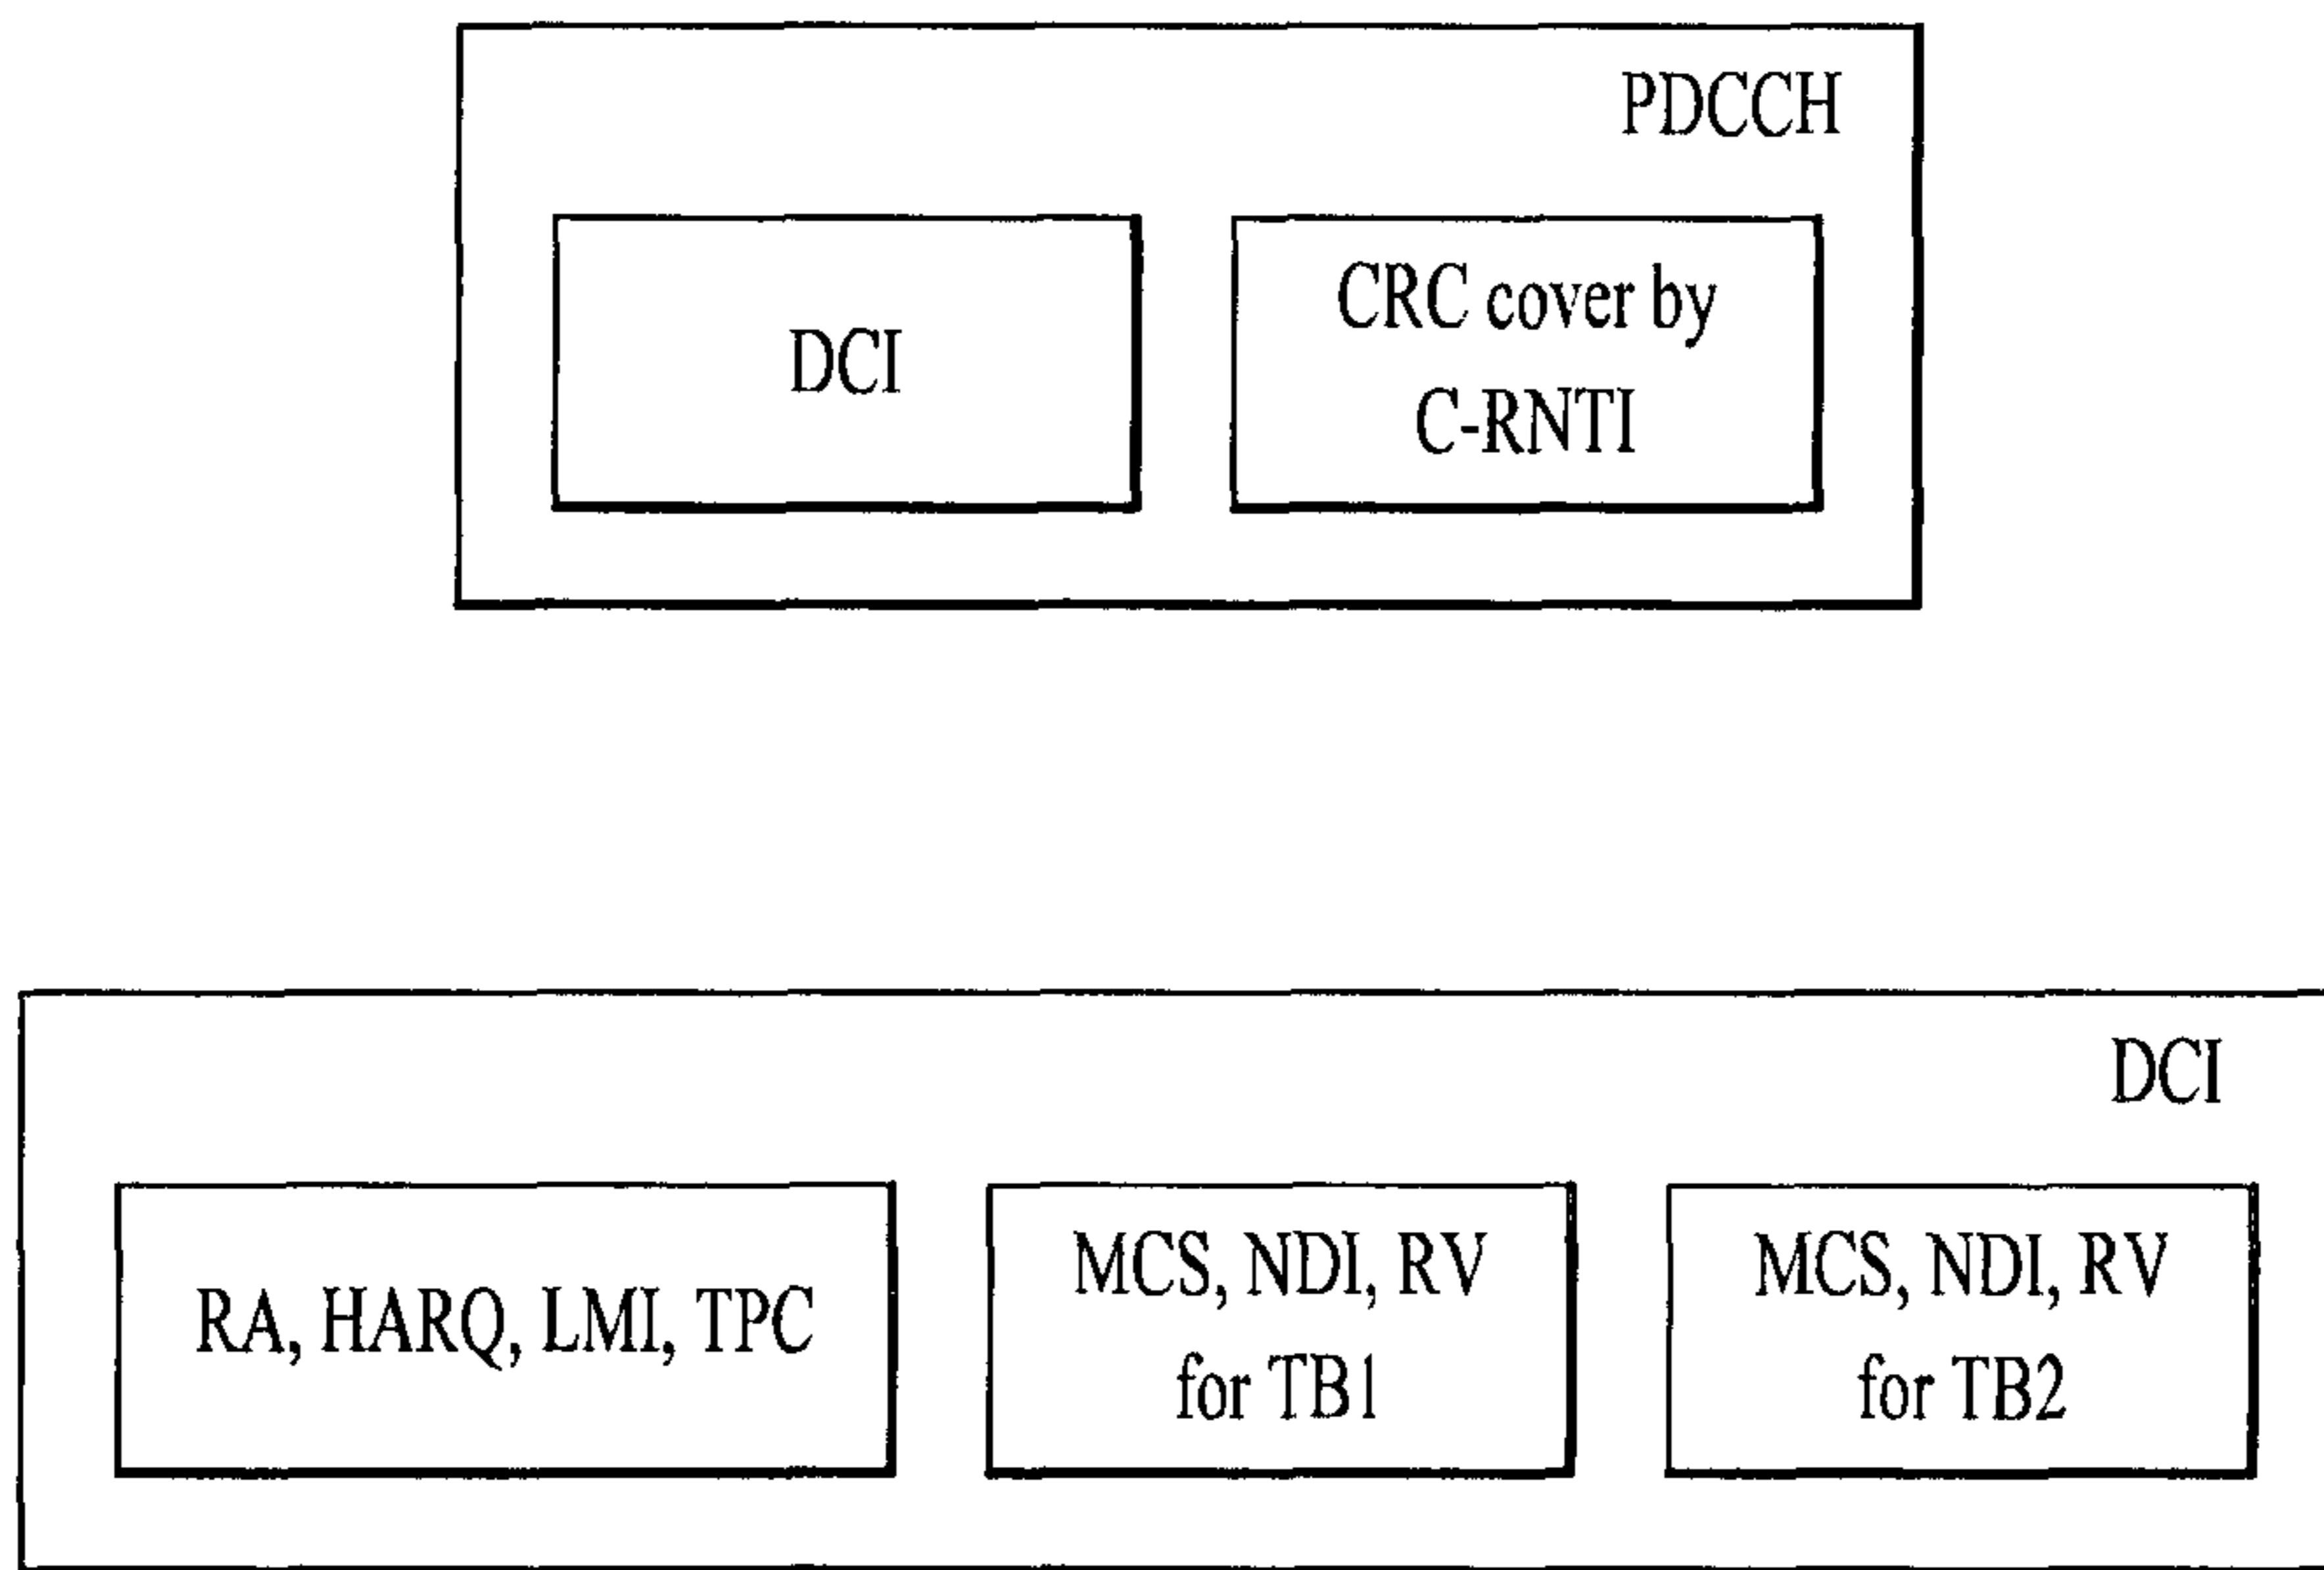 PDCCH
DCI
CRC cover by
C-RNTI
DCI
RA, HARQ, LMI, TPC
MCS, NDI, RV
for TB1
MCS, NDI, RV
for TB2